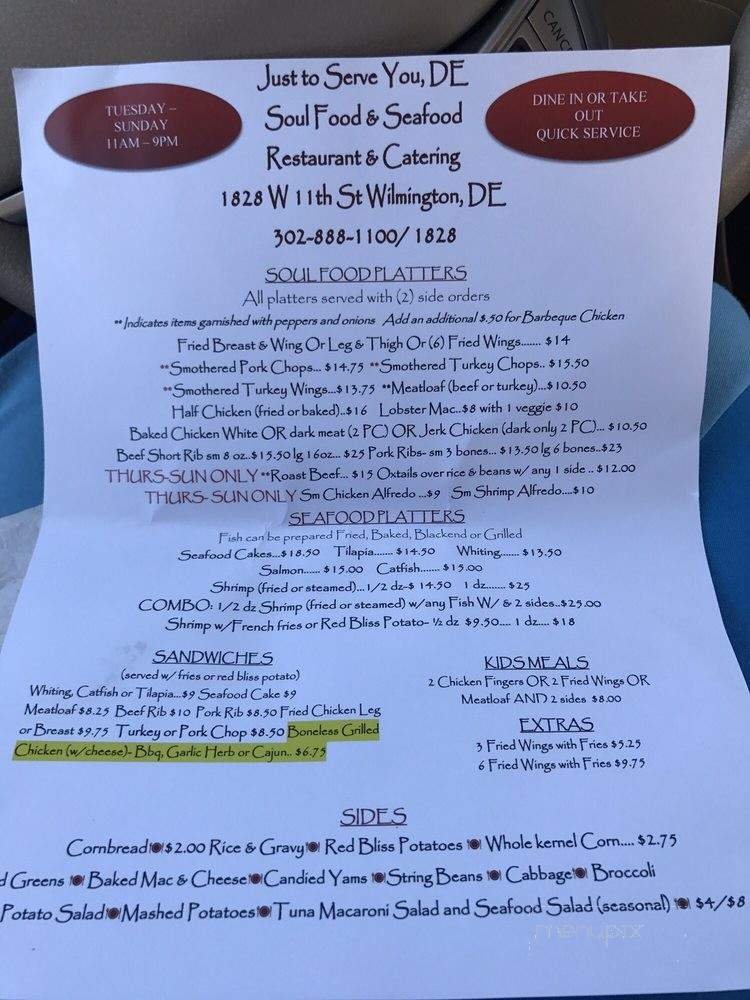 CANC
TUESDAY –
SUNDAY
11AM – 9PM
DINE IN OR TAKE
OUT
QUICK SERVICE
Just to Serve You, DE
Soul Food & Seafood
Restaurant & Catering
1828 W 11th St Wilmington, DE
302-888-1100/ 1828
SOUL FOOD PLATTERS
All platters served with (2) side orders
**Indicates items garnished with peppers and onions Add an additional $.50 for Barbeque Chicken
Fried Breast & Wing Or Leg & Thigh Or (6) Fried Wings....... $14
**Smothered Pork Chops... $14.75 **Smothered Turkey Chops.. $15.50
**Smothered Turkey Wings...$13.75 **Meatloaf (beef or turkey)...$10.50
Half Chicken (fried or baked)..$16 Lobster Mac..$8 with 1 veggie $10
Baked Chicken White OR dark meat (2 PC) OR Jerk Chicken (dark only 2 PC)... $10.50
Beef Short Rib sm 8 oz..$15.50 lg 16oz... $25 Pork Ribs- sm 3 bones... $13.50 lg 6 bones..$23
THURS-SUN ONLY **Roast Beef... $15 Oxtails over rice & beans w/ any 1 side .. $12.00
THURS- SUN ONLY Sm Chicken Alfredo ...$9 Sm Shrimp Alfredo....$10
SEAFOOD PLATTERS
Fish can be prepared Fried, Baked, Blackend or Grilled
Seafood Cakes...$18.50 Tilapia....... $14.50 Whiting....... $13.50
Salmon...... $15.00 Catfish....... $15.00
Shrimp (fried or steamed)...1/2 dz-$ 14.50 1 dz....... $25
COMBO: 1/2 dz Shrimp (fried or steamed) w/any Fish W/ & 2 sides..$25.00
Shrimp w/French fries or Red Bliss Potato- ½ dz $9.50.... 1 dz.... $18
SANDWICHES
(served w/ fries or red bliss potato)
Whiting, Catfish or Tilapia...$9 Seafood Cake $9
Meatloaf $8.25 Beef Rib $10 Pork Rib $8.50 Fried Chicken Leg
or Breast $9.75 Turkey or Pork Chop $8.50 Boneless Grilled
Chicken (w/cheese)- Bbq, Garlic Herb or Cajun.. $6.75
KIDS MEALS
2 Chicken Fingers OR 2 Fried Wings OR
Meatloaf AND 2 sides $8.00
EXTRAS
3 Fried Wings with Fries $5.25
6 Fried Wings with Fries $9.75
SIDES
Cornbread $2.00 Rice & Gravy Red Bliss Potatoes Whole kernel Corn.... $2.75
d Greens Baked Mac & Cheese Candied Yams String Beans Cabbage Broccoli
Potato Salad Mashed Potatoes Tuna Macaroni Salad and Seafood Salad (seasonal) $4/$8
menupix